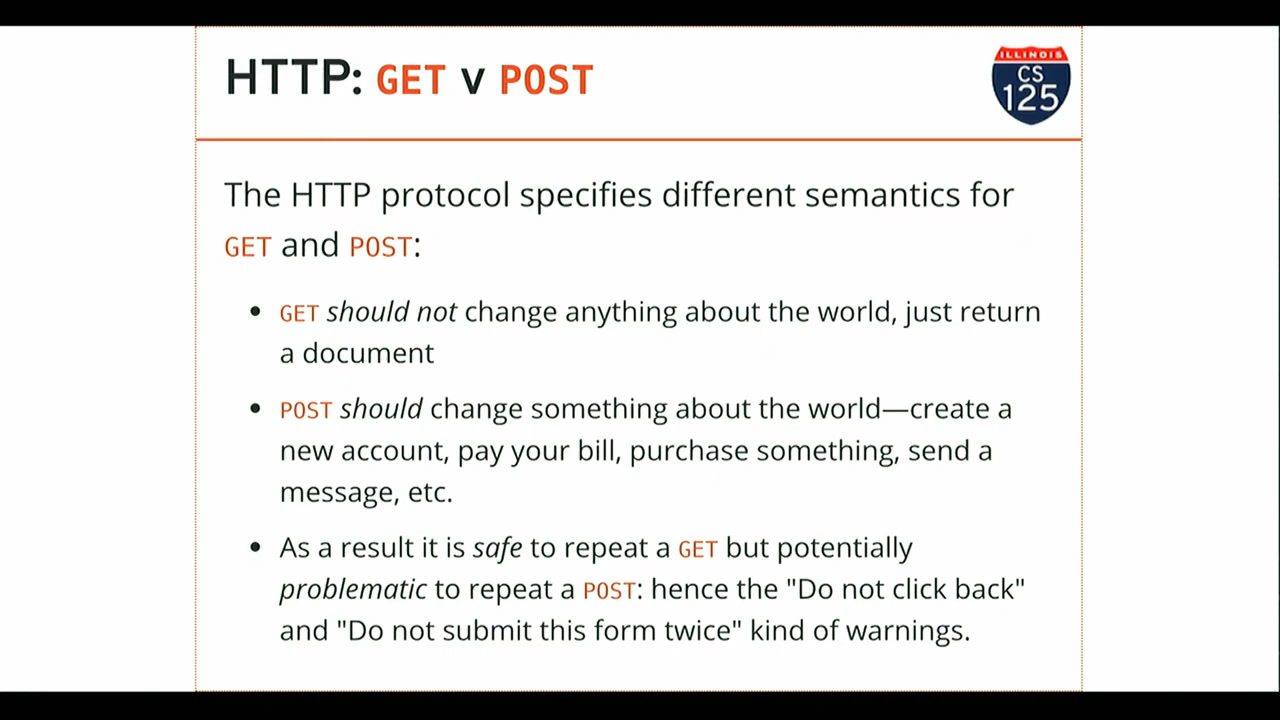 HTTP: GET v POST
ILLINOIS
CS
125
The HTTP protocol specifies different semantics for
GET and POST:
• GET should not change anything about the world, just return
a document
• POST should change something about the world—create a
new account, pay your bill, purchase something, send a
message, etc.
• As a result it is safe to repeat a GET but potentially
problematic to repeat a POST: hence the "Do not click back"
and "Do not submit this form twice" kind of warnings.